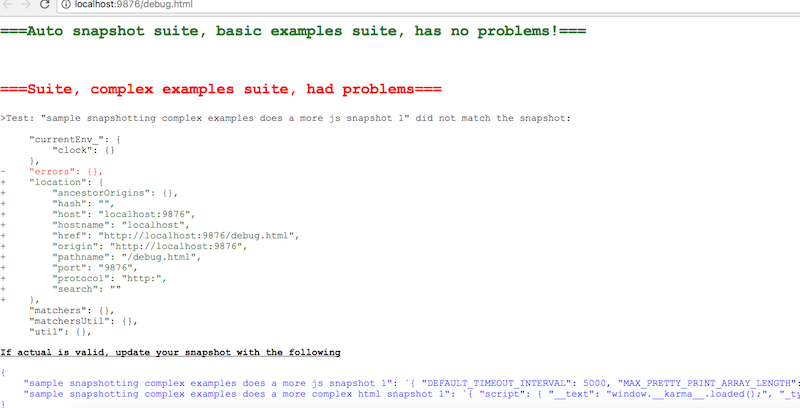 localhost:9876/debug.html
===Auto snapshot suite, basic examples suite, has no problems!===
===Suite, complex examples suite, had problems===
>Test: "sample snapshotting complex examples does a more js snapshot 1" did not match the snapshot:
"currentEnv_": {
"clock": {}
},
- "errors": {},
+ "location": {
+ "ancestorOrigins": {},
+ "hash": "",
+ "host": "localhost:9876",
+ "hostname": "localhost",
+ "href": "http://localhost:9876/debug.html",
+ "origin": "http://localhost:9876",
+ "pathname": "/debug.html",
+ "port": "9876",
+ "protocol": "http:",
+ "search": ""
+ },
"matchers": {},
"matchersUtil": {},
"util": {},
If actual is valid, update your snapshot with the following
{
"sample snapshotting complex examples does a more js snapshot 1": `{ "DEFAULT_TIMEOUT_INTERVAL": 5000, "MAX_PRETTY_PRINT_ARRAY_LENGTH":
"sample snapshotting complex examples does a more complex html snapshot 1": `{ "script": { "__text": "window.__karma__.loaded();", "_ty
}